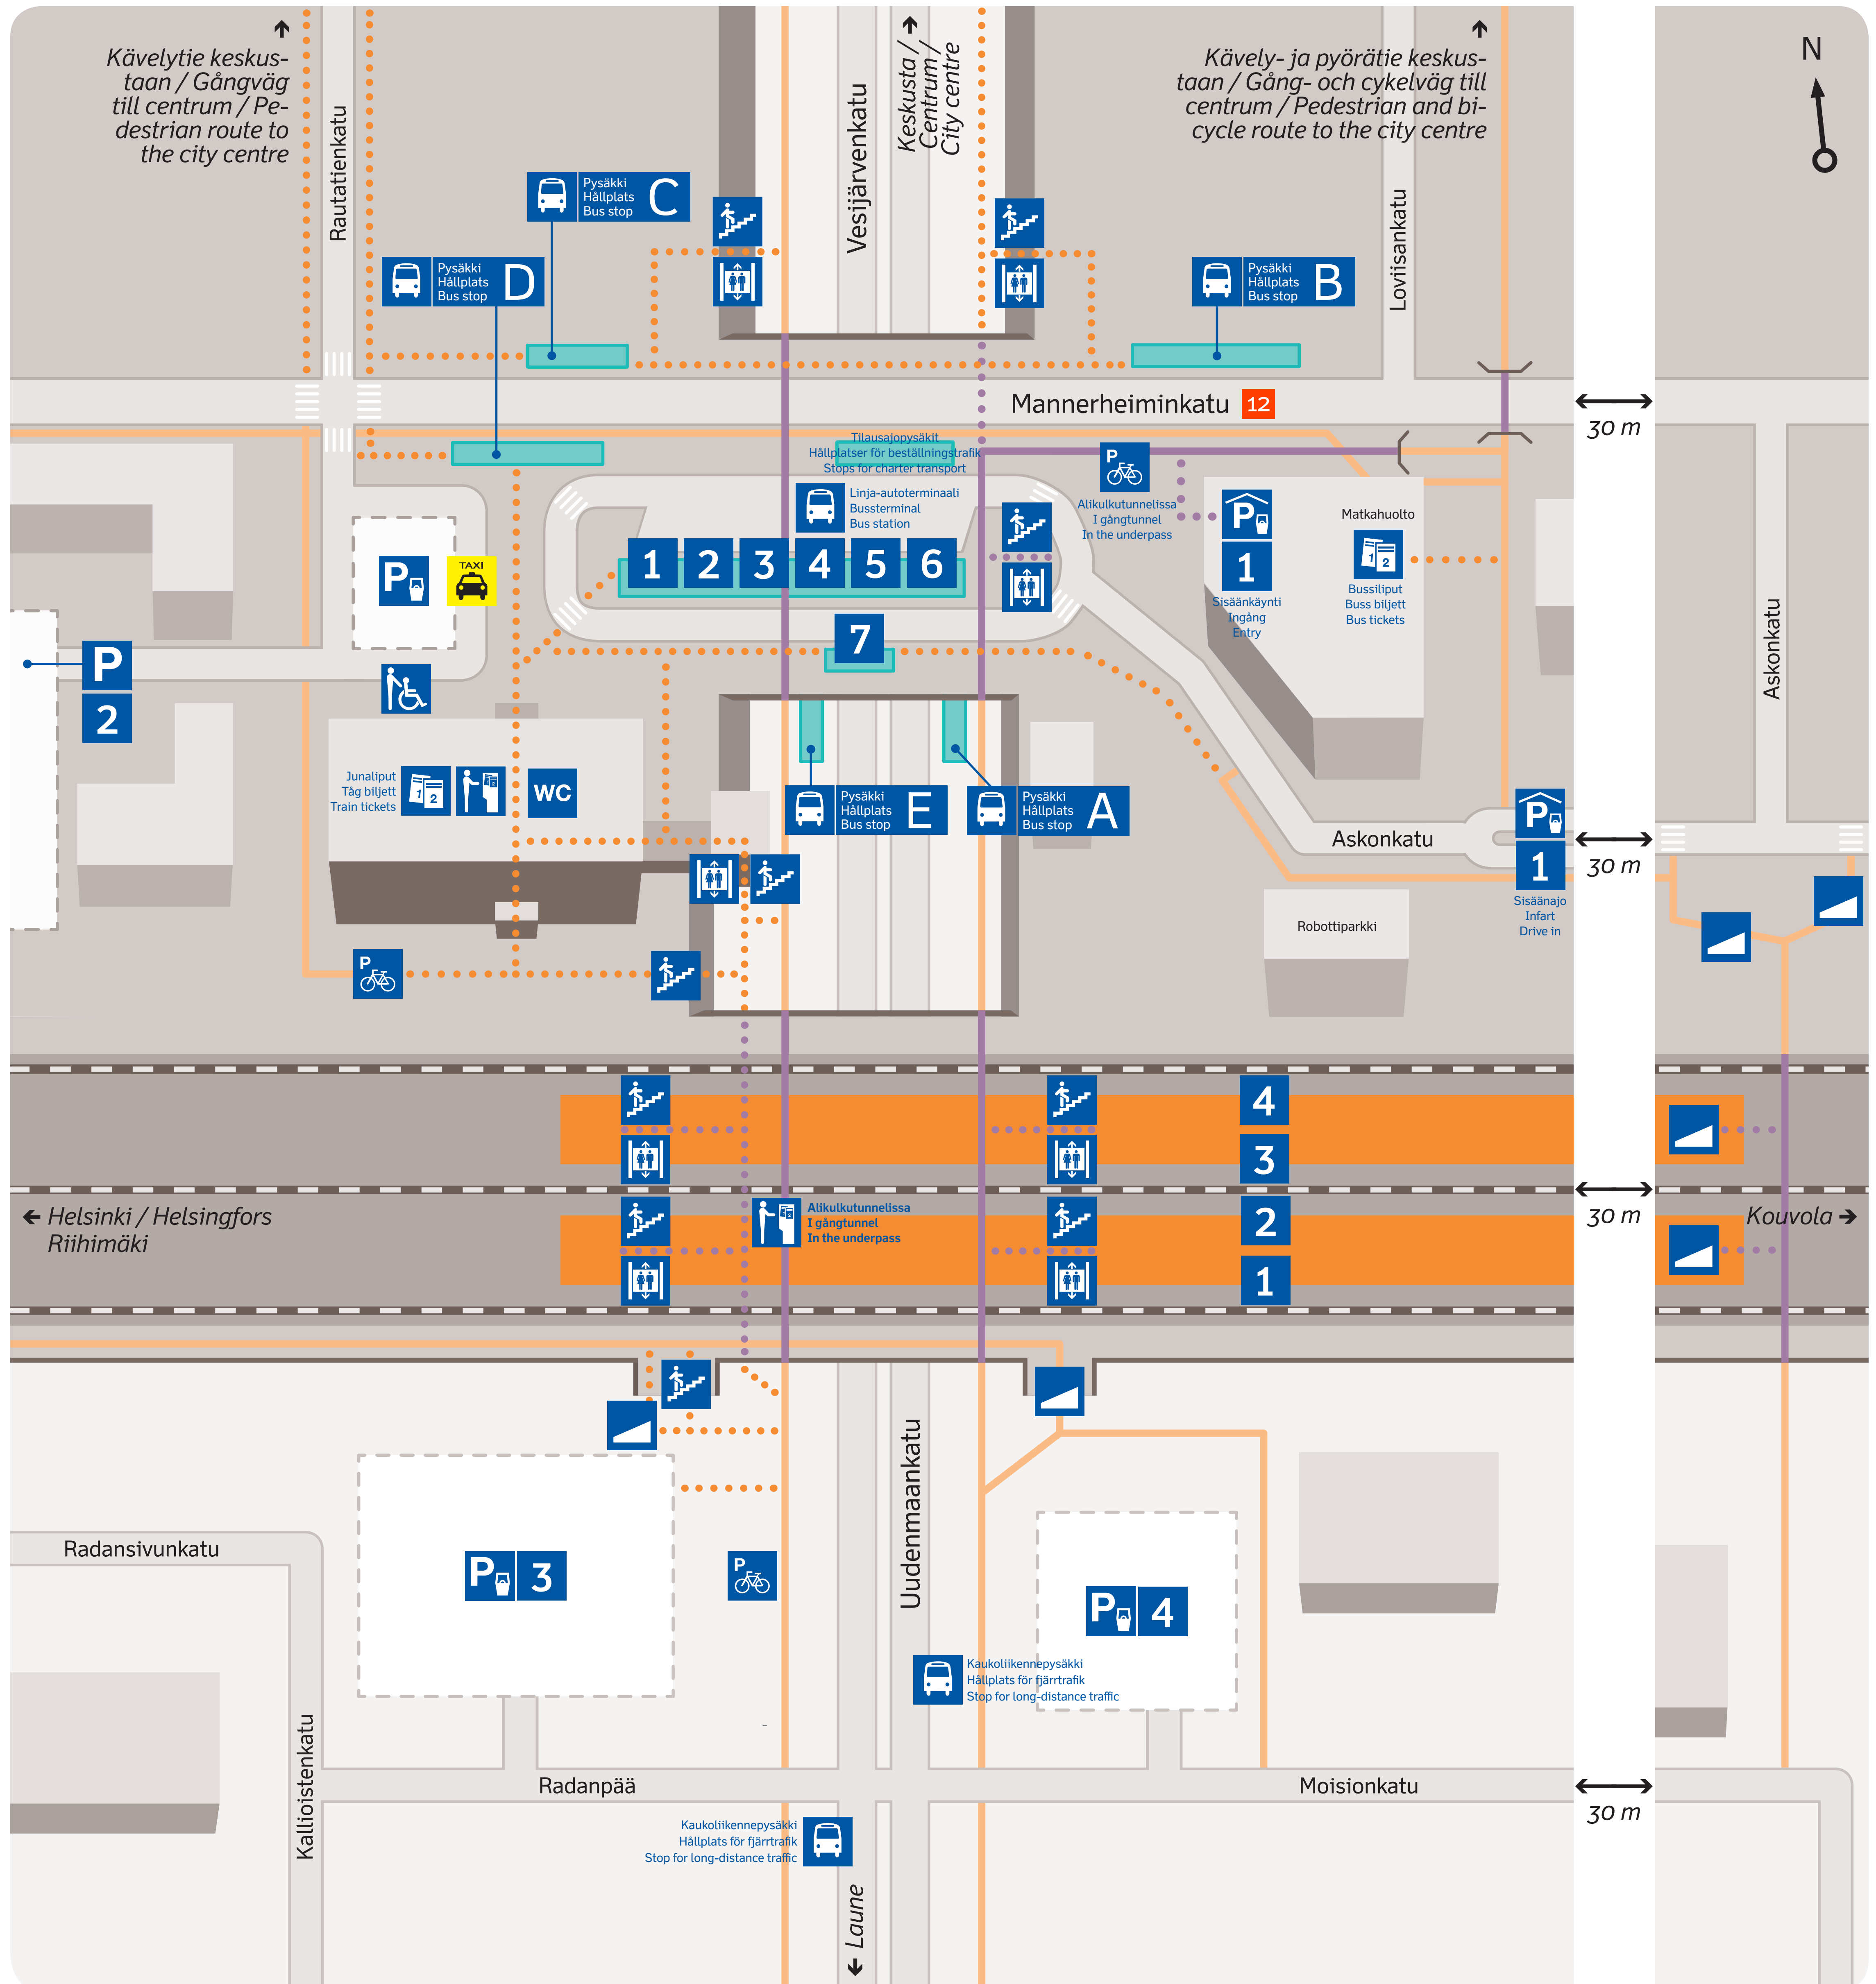 Kävelytie keskus-
taan / Gångväg
till centrum / Pe-
destrian route to
the city centre
Rautatienkatu
Vesijärvenkatu
Keskusta /
Centrum /
City centre
Kävely- ja pyörätie keskus-
taan / Gång- och cykelväg till
centrum / Pedestrian and bi-
cycle route to the city centre
Loviisankatu
N
Pysäkki
Hållplats
Bus stop
C
Pysäkki
Hållplats
Bus stop
D
Pysäkki
Hållplats
Bus stop
B
Mannerheiminkatu 12
30 m
Tilausajopysäkit
Hållplatser för beställningstrafik
Stops for charter transport
Linja-autoterminaali
Bussterminal
Bus station
1 2 3 4 5 6
7
P
Alikulkutunnelissa
I gångtunnel
In the underpass
P
1
Sisäänkäynti
Ingång
Entry
Matkahuolto
1 2
Bussiliput
Buss biljett
Bus tickets
Askonkatu
P
TAXI
P
2
Junaliput
Tåg biljett
Train tickets
1 2
WC
Pysäkki
Hållplats
Bus stop
E
Pysäkki
Hållplats
Bus stop
A
Askonkatu
P
1
Sisäänajo
Infart
Drive in
30 m
Robottiparkki
P
4
3
2
1
Alikulkutunnelissa
I gångtunnel
In the underpass
Helsinki / Helsingfors
Riihimäki
30 m
Kouvola
Uudenmaankatu
Radansivunkatu
P 3
P
P 4
Kaukoliikennepysäkki
Hållplats för fjärrtrafik
Stop for long-distance traffic
Kallioistenkatu
Radanpää
Moisionkatu
30 m
Kaukoliikennepysäkki
Hållplats för fjärrtrafik
Stop for long-distance traffic
Laune